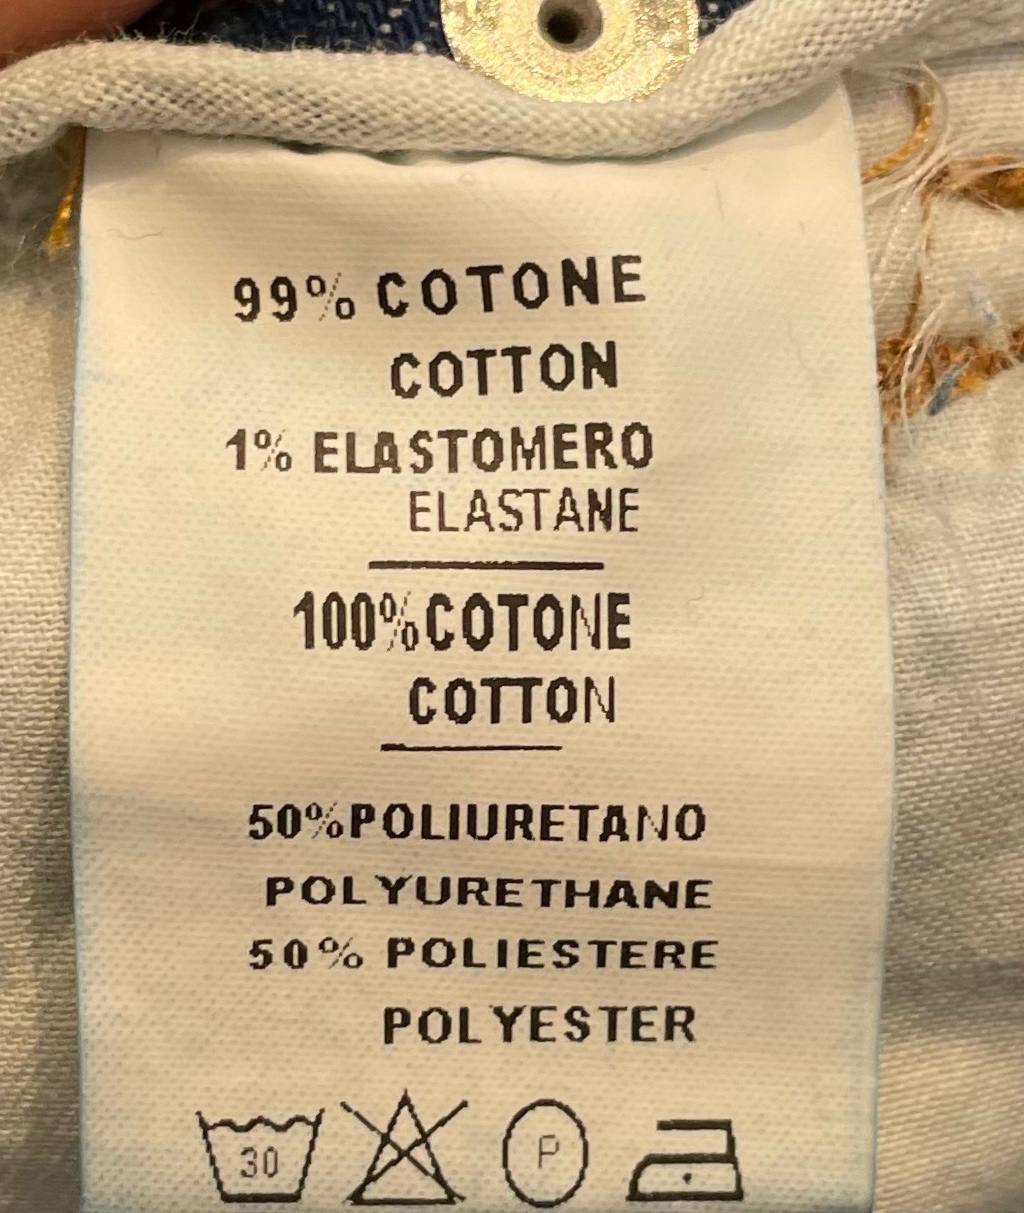 99% COTONE
COTTON
1% ELASTOMERO
ELASTANE
100% COTONE
COTTON
50% POLIURETANO
POLYURETHANE
50% POLIESTERE
POLYESTER
30 P